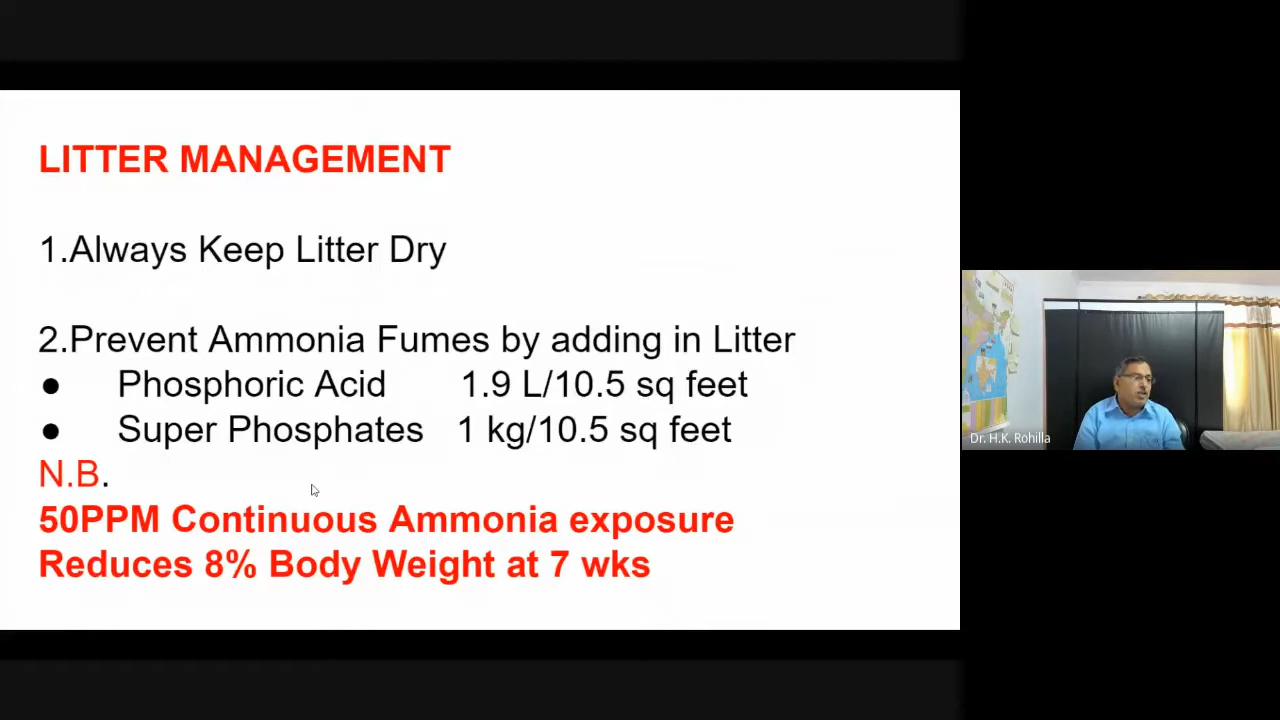 LITTER MANAGEMENT
1.Always Keep Litter Dry
2.Prevent Ammonia Fumes by adding in Litter
● Phosphoric Acid 1.9 L/10.5 sq feet
● Super Phosphates 1 kg/10.5 sq feet
N.B.
50PPM Continuous Ammonia exposure
Reduces 8% Body Weight at 7 wks
Dr. H.K. Rohilla